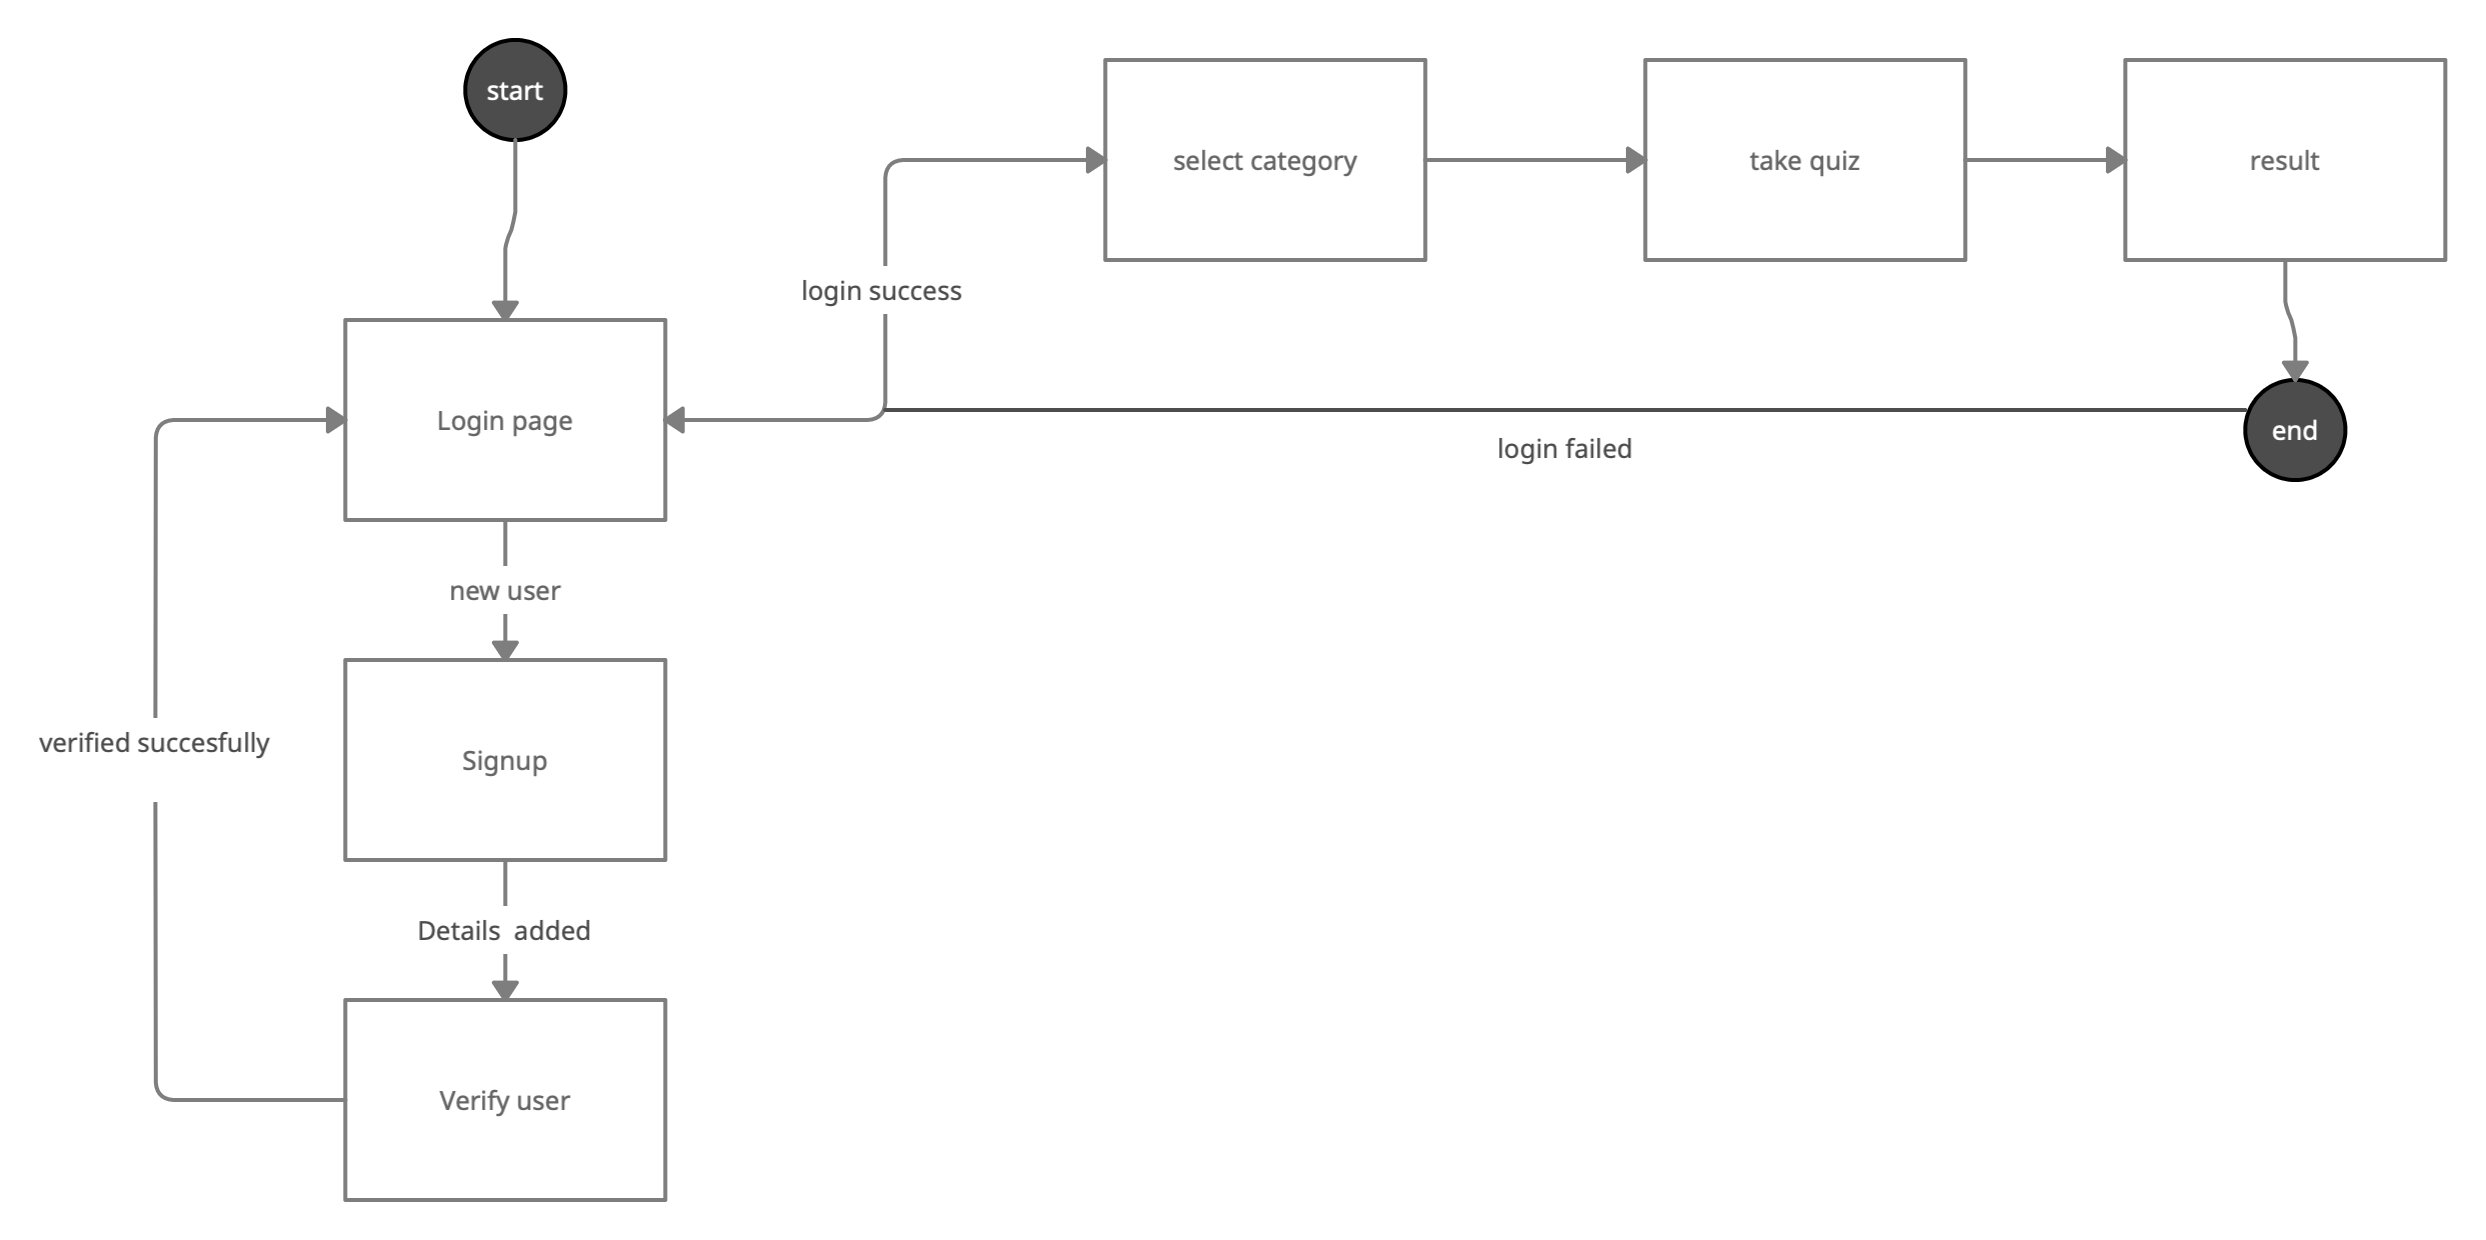 start
select category
take quiz
result
login success
Login page
login failed
end
new user
verified succesfully
Signup
Details  added
Verify user